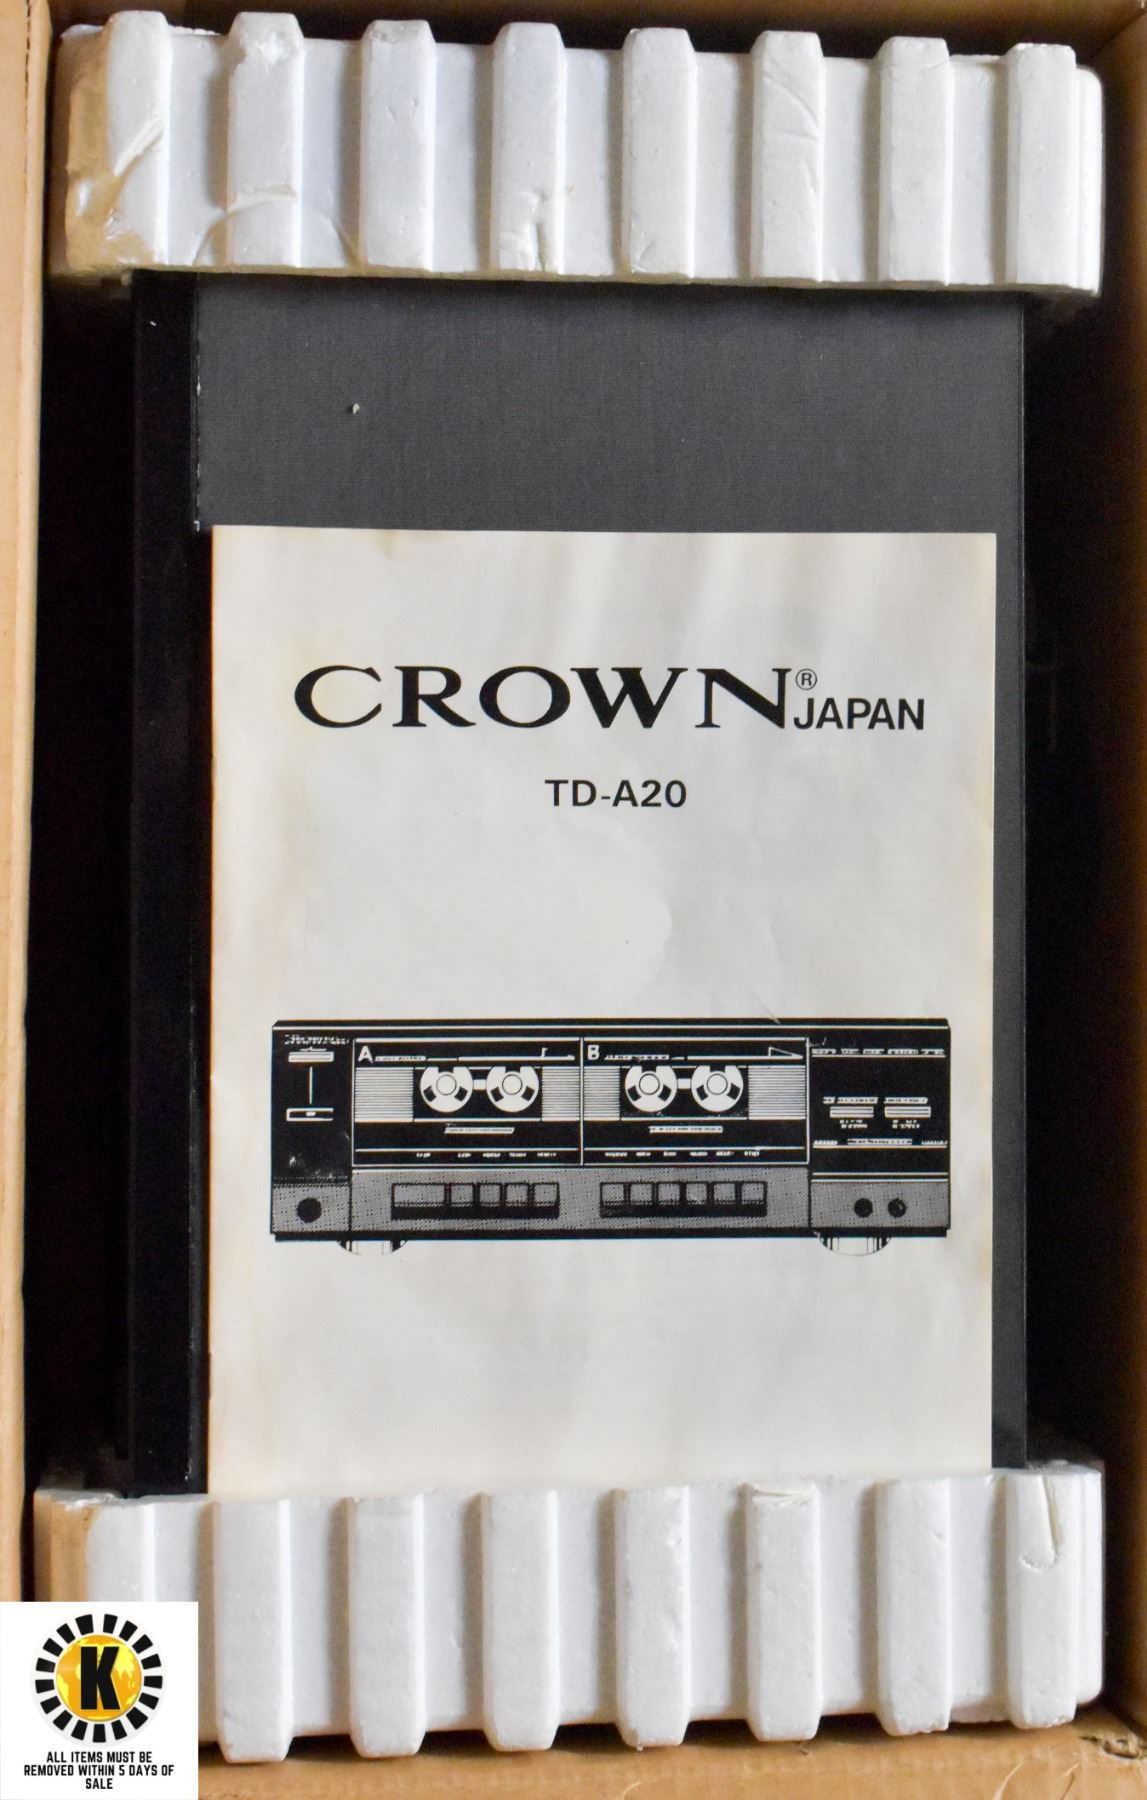 CROWN® JAPAN
TD-A20
A
B
K
ALL ITEMS MUST BE
REMOVED WITHIN 5 DAYS OF
SALE